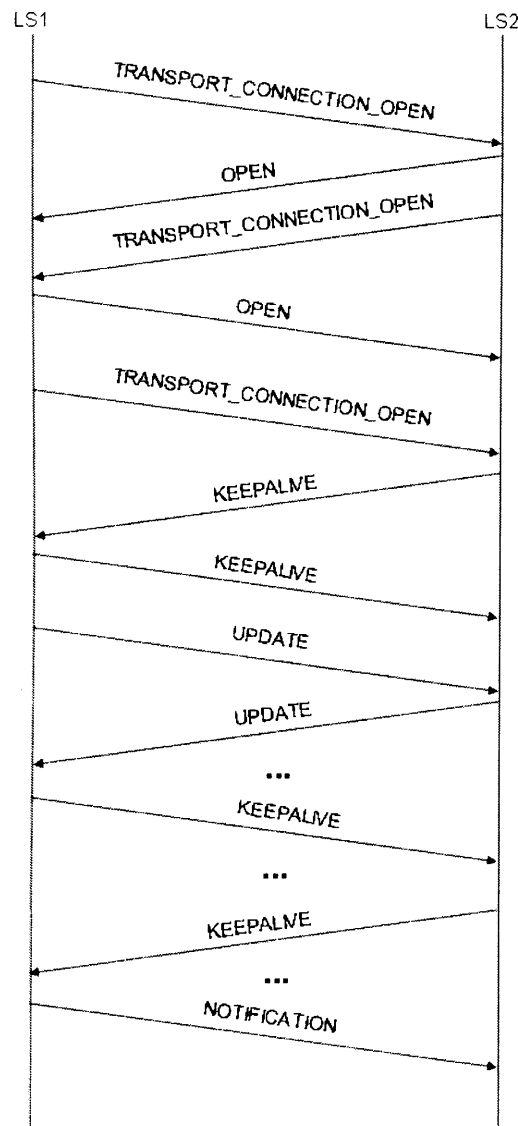 LS1
LS2
TRANSPORT_CONNECTION_OPEN
OPEN
TRANSPORT_CONNECTION_OPEN
OPEN
TRANSPORT_CONNECTION_OPEN
KEEPALIVE
KEEPALIVE
UPDATE
UPDATE
...
KEEPALIVE
...
KEEPALIVE
...
NOTIFICATION